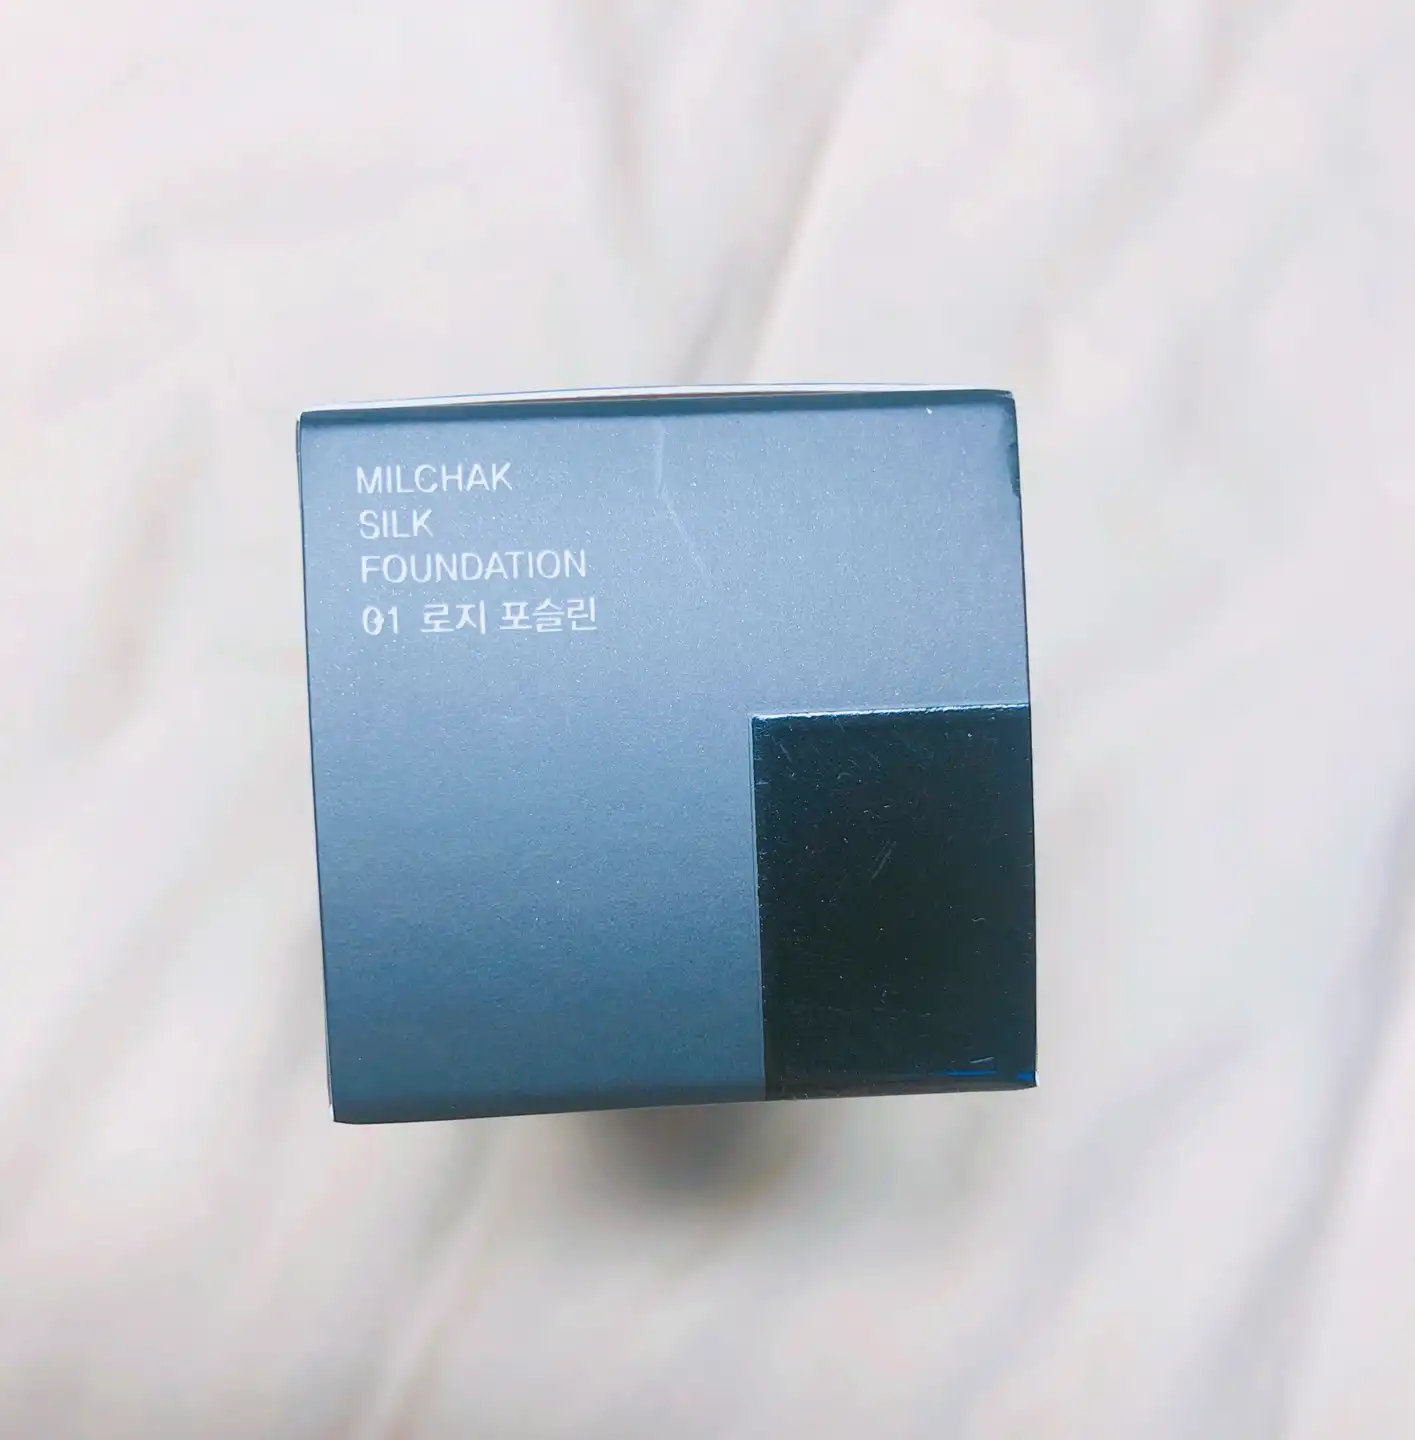 MILCHAK
SILK
FOUNDATION
01 로지 포슬린